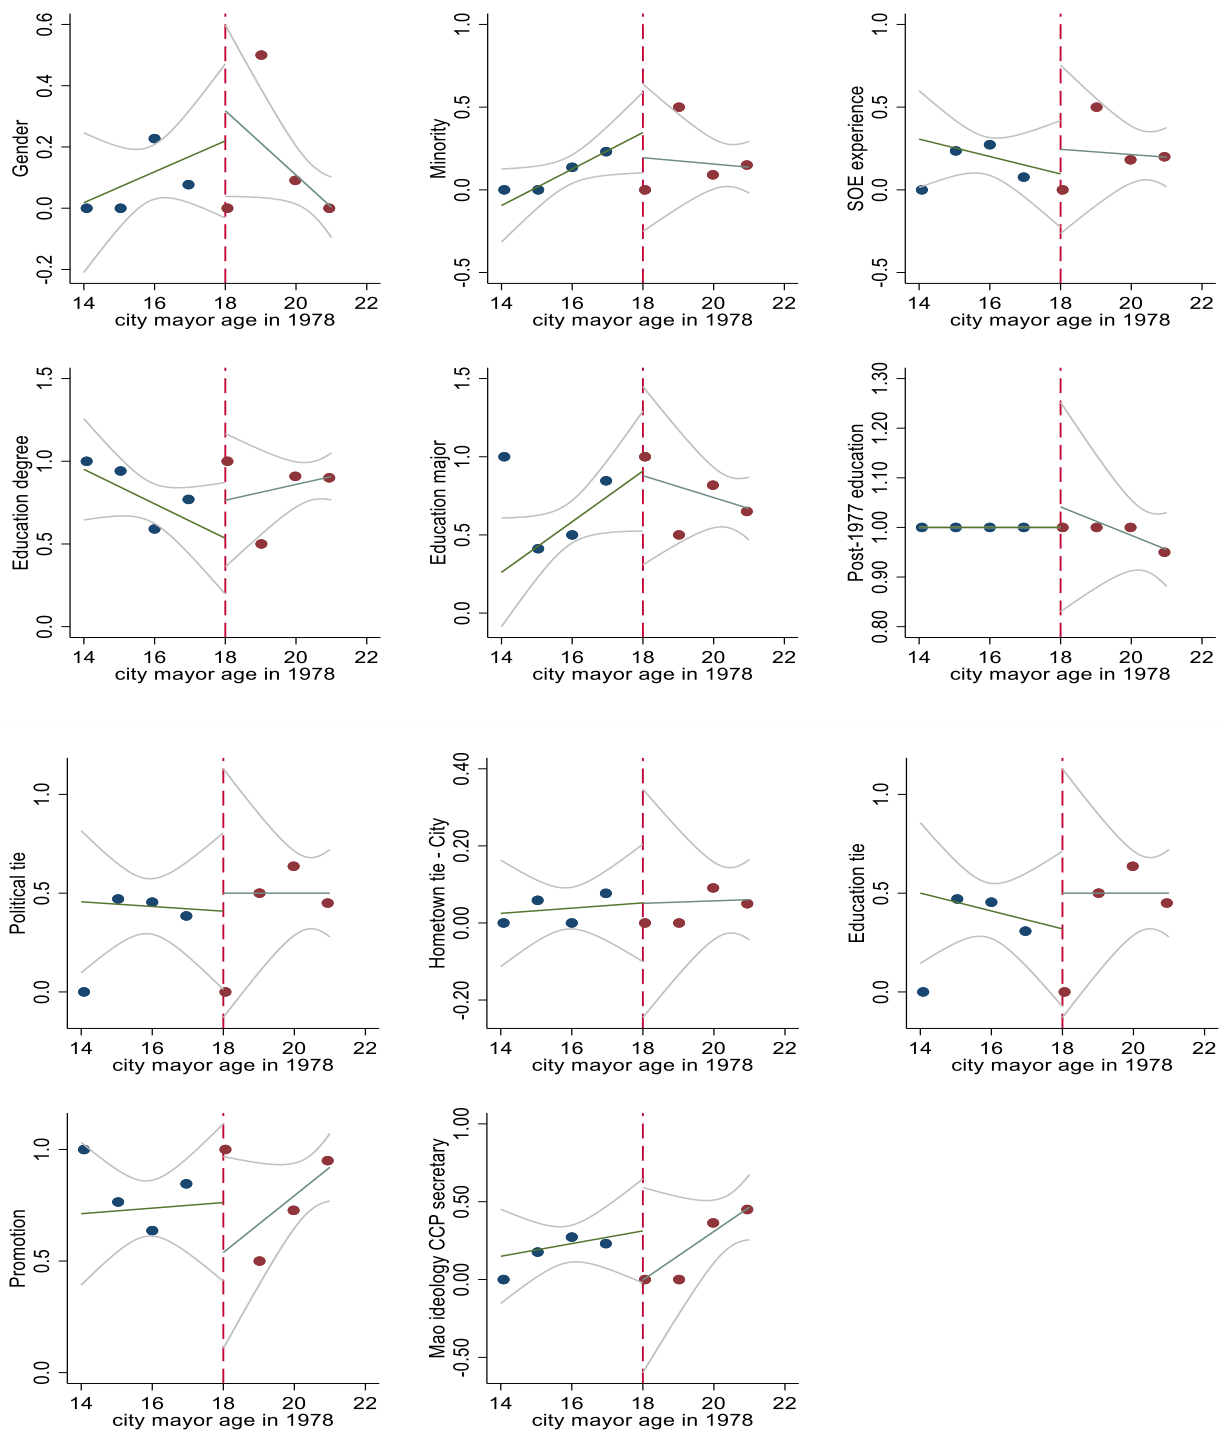 Gender
0.6
0.4
0.2
0.0
-0.2
14 16 18 20 22
city mayor age in 1978
Minority
1.0
0.5
0.0
-0.5
14 16 18 20 22
city mayor age in 1978
SOE experience
1.0
0.5
0.0
-0.5
14 16 18 20 22
city mayor age in 1978
Education degree
1.5
1.0
0.5
0.0
14 16 18 20 22
city mayor age in 1978
Education major
1.5
1.0
0.5
0.0
14 16 18 20 22
city mayor age in 1978
Post-1977 education
1.30
1.20
1.10
1.00
0.90
0.80
14 16 18 20 22
city mayor age in 1978
Political tie
1.0
0.5
0.0
14 16 18 20 22
city mayor age in 1978
Hometown tie - City
0.40
0.20
0.00
-0.20
14 16 18 20 22
city mayor age in 1978
Education tie
1.0
0.5
0.0
14 16 18 20 22
city mayor age in 1978
Promotion
1.0
0.5
0.0
14 16 18 20 22
city mayor age in 1978
Mao ideology CCP secretary
1.00
0.50
0.00
-0.50
14 16 18 20 22
city mayor age in 1978